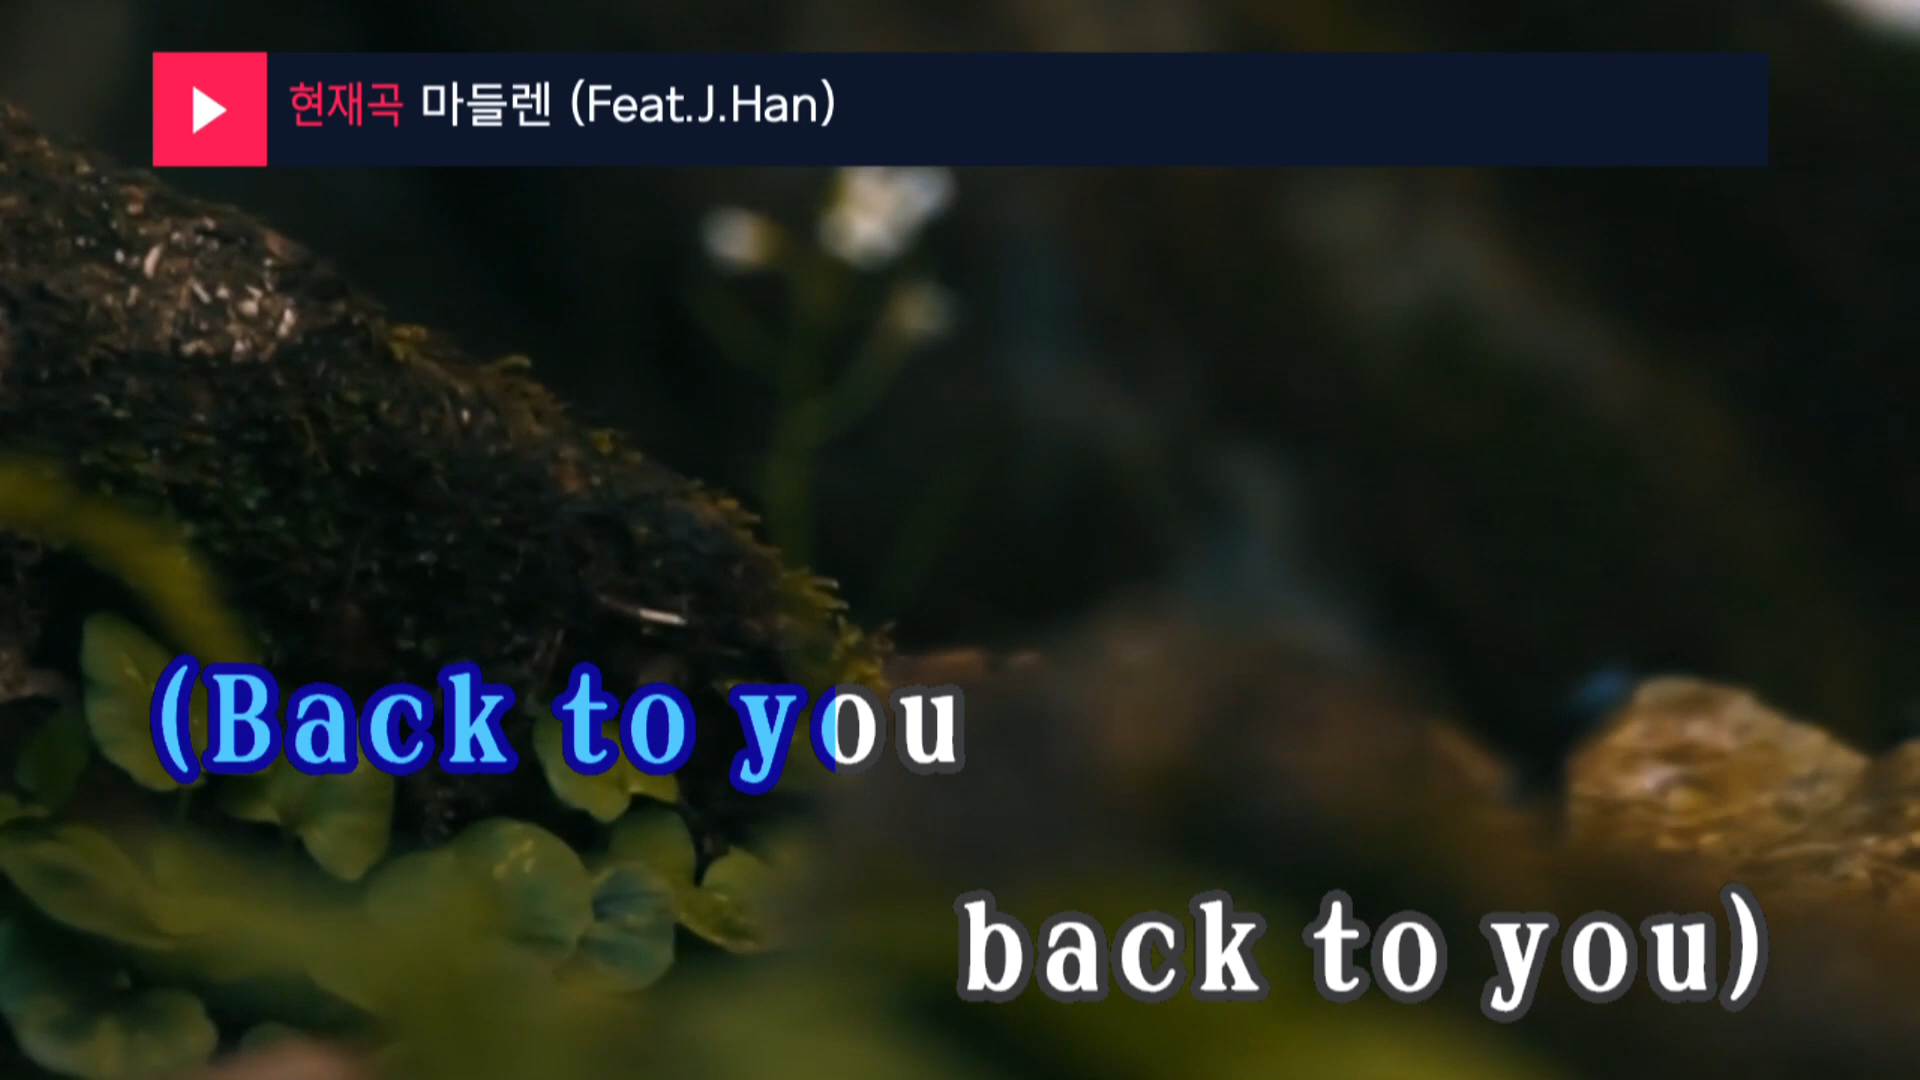 현재곡 마들렌 (Feat.J.Han)
(Back to you
back to you)